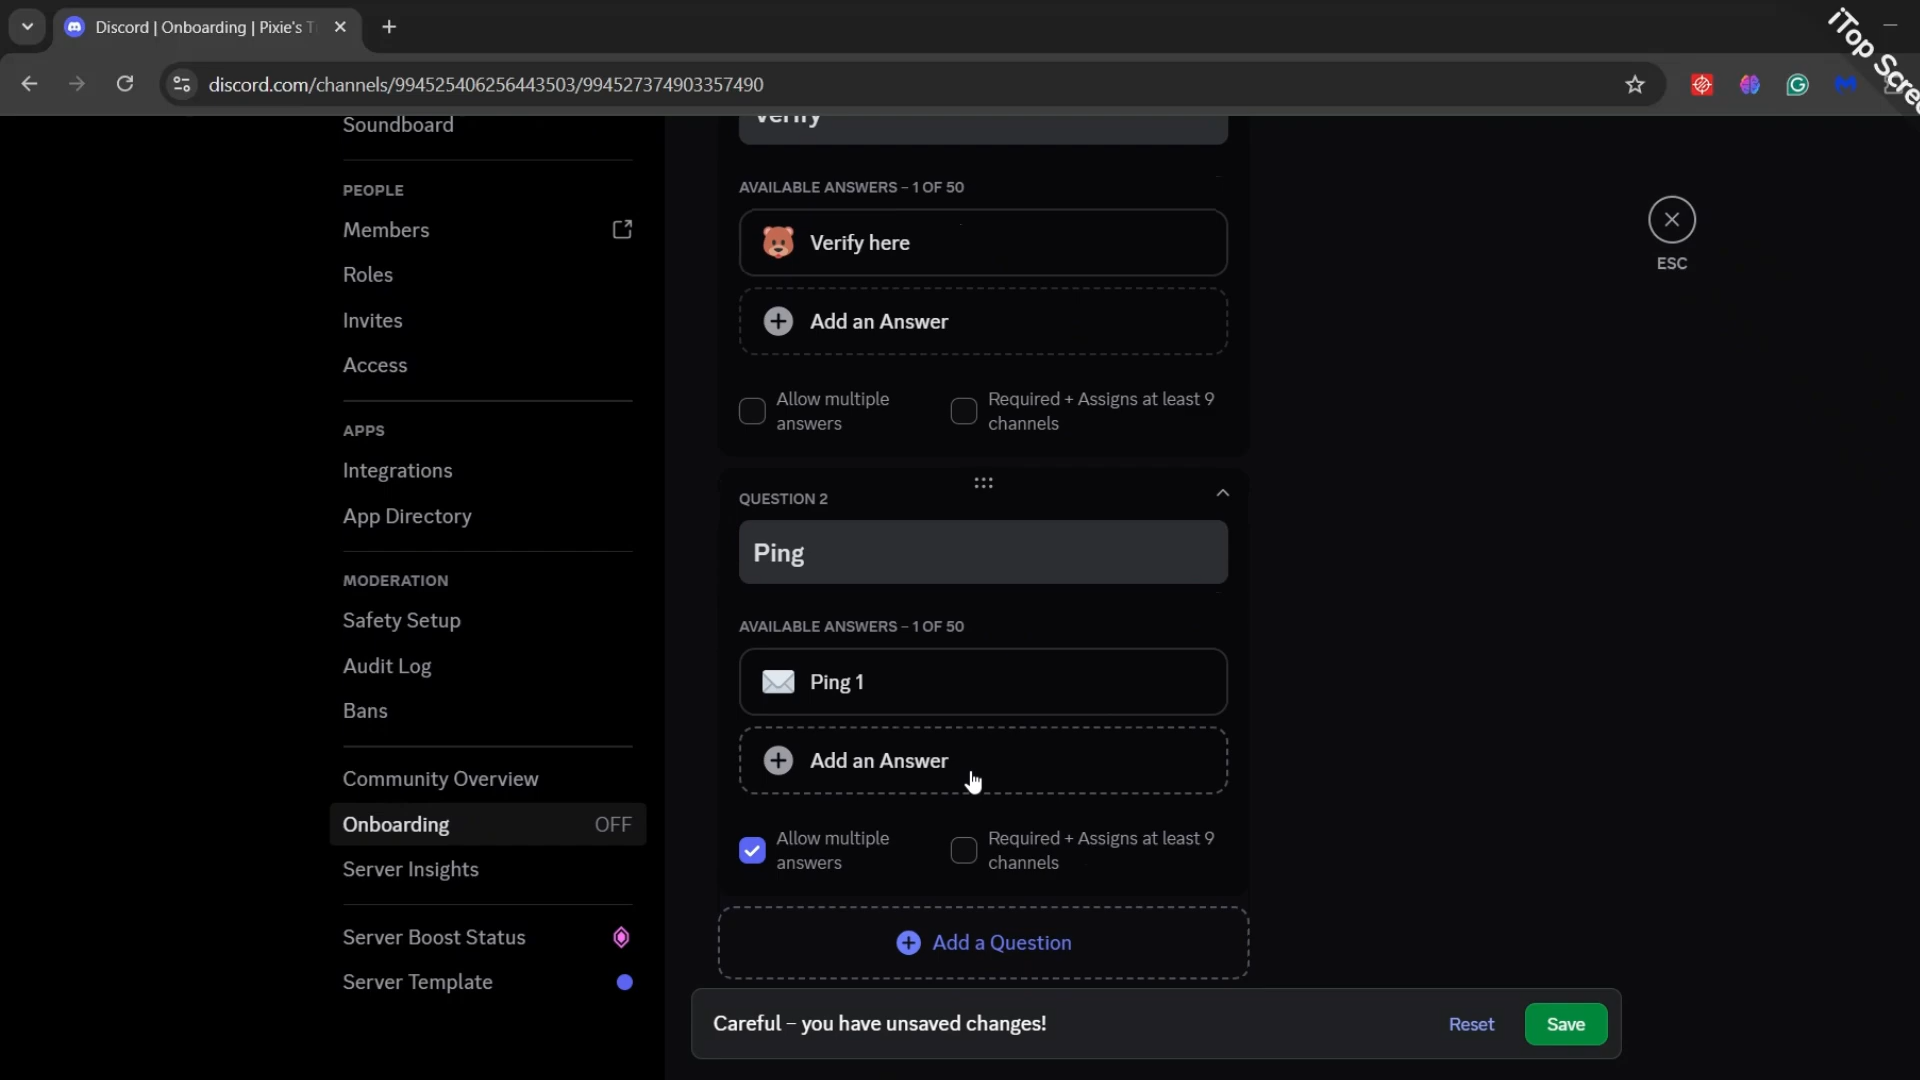 Discord | Onboarding | Pixie's T
discord.com/channels/994525406256443503/994527374903357490
iTop Scree
Soundboard
PEOPLE
Members
Roles
Invites
Access
APPS
Integrations
App Directory
MODERATION
Safety Setup
Audit Log
Bans
Community Overview
Onboarding OFF
Server Insights
Server Boost Status
Server Template
Verify
AVAILABLE ANSWERS – 1 OF 50
Verify here
Add an Answer
Allow multiple
answers
Required + Assigns at least 9
channels
QUESTION 2
Ping
AVAILABLE ANSWERS – 1 OF 50
Ping 1
Add an Answer
Allow multiple
answers
Required + Assigns at least 9
channels
Add a Question
Careful – you have unsaved changes!
Reset
Save
ESC